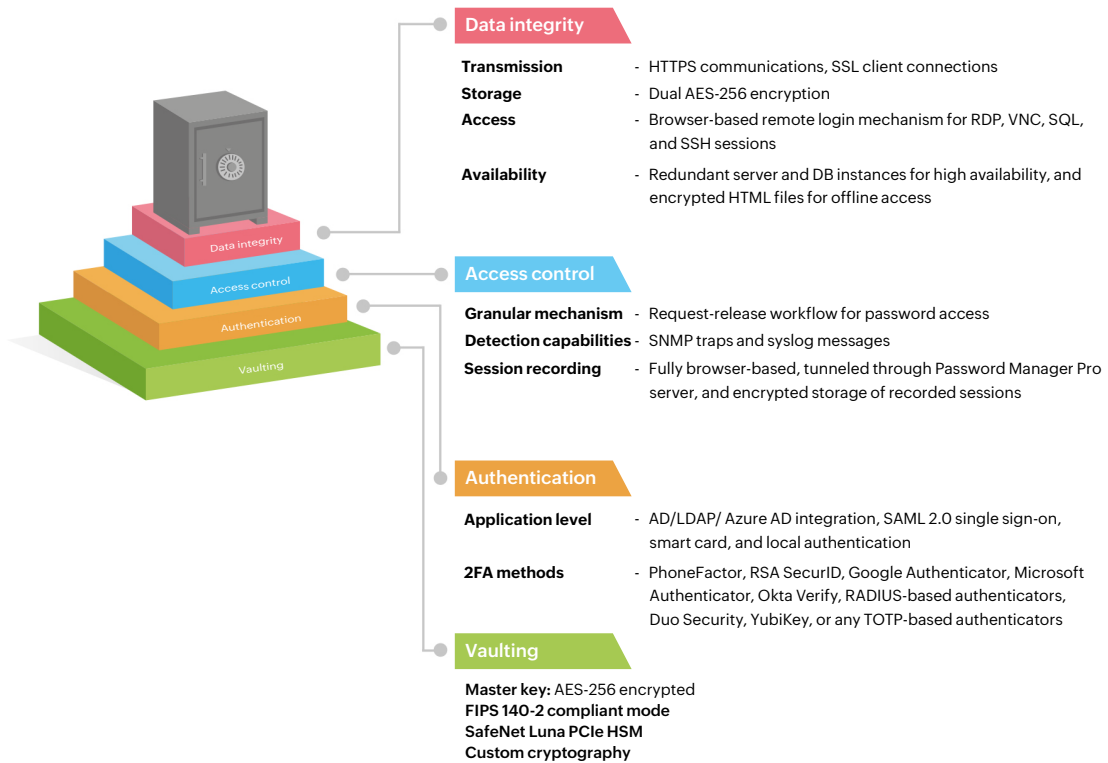 Data integrity
Transmission - HTTPS communications, SSL client connections
Storage - Dual AES-256 encryption
Access - Browser-based remote login mechanism for RDP, VNC, SQL,
and SSH sessions
Availability - Redundant server and DB instances for high availability, and
encrypted HTML files for offline access
Data integrity
Access control
Authentication
Vaulting
Access control
Granular mechanism - Request-release workflow for password access
Detection capabilities - SNMP traps and syslog messages
Session recording - Fully browser-based, tunneled through Password Manager Pro
server, and encrypted storage of recorded sessions
Authentication
Application level - AD/LDAP/ Azure AD integration, SAML 2.0 single sign-on,
smart card, and local authentication
2FA methods - PhoneFactor, RSA SecurID, Google Authenticator, Microsoft
Authenticator, Okta Verify, RADIUS-based authenticators,
Duo Security, YubiKey, or any TOTP-based authenticators
Vaulting
Master key: AES-256 encrypted
FIPS 140-2 compliant mode
SafeNet Luna PCIe HSM
Custom cryptography